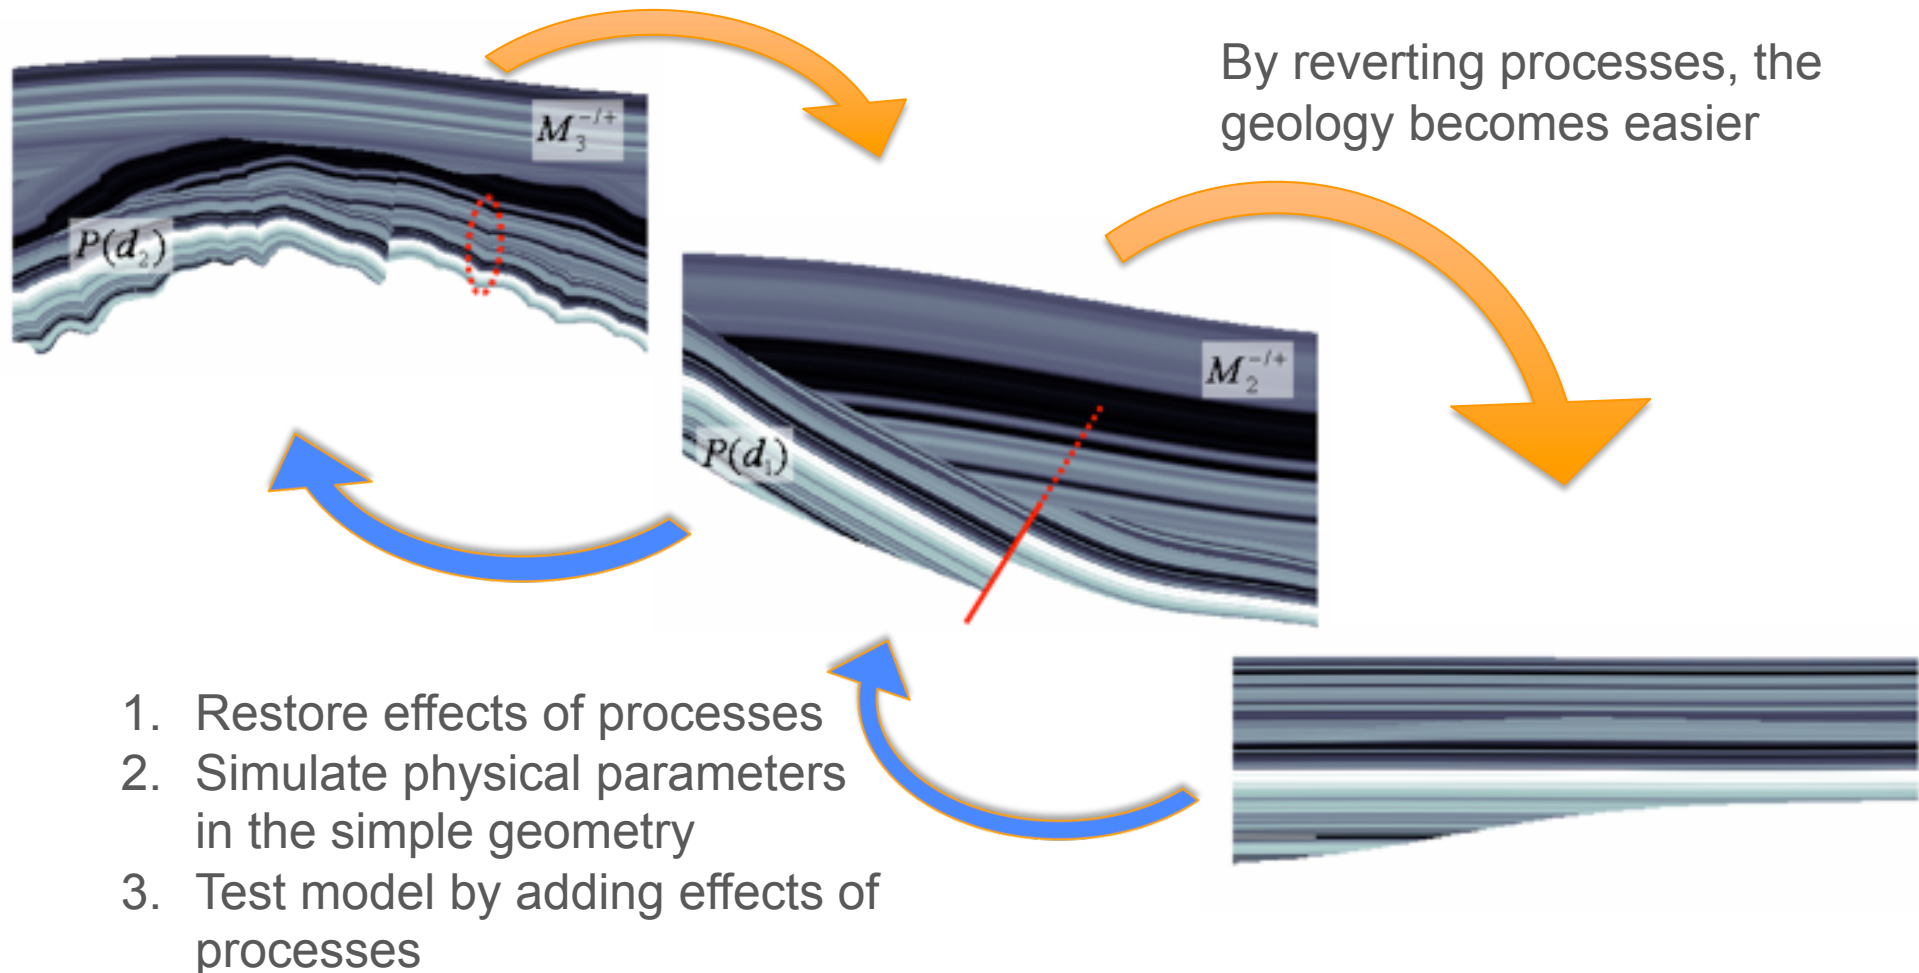 By reverting processes, the
geology becomes easier
M₃⁻ᐟ⁺
P(d₂)
M₂⁻ᐟ⁺
P(d₁)
1. Restore effects of processes
2. Simulate physical parameters
in the simple geometry
3. Test model by adding effects of
processes